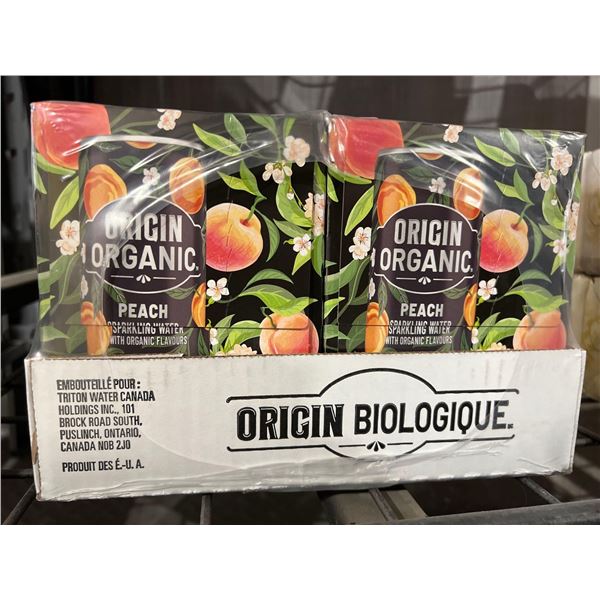 ORIGIN
ORGANIC.
PEACH
SPARKLING WATER
WITH ORGANIC FLAVOURS
ORIGIN
ORGANIC.
PEACH
SPARKLING WATER
WITH ORGANIC FLAVOURS
EMBOUTEILLÉ POUR :
TRITON WATER CANADA
HOLDINGS INC., 101
BROCK ROAD SOUTH,
PUSLINCH, ONTARIO,
CANADA N0B 2J0
PRODUIT DES É.-U. A.
ORIGIN BIOLOGIQUE